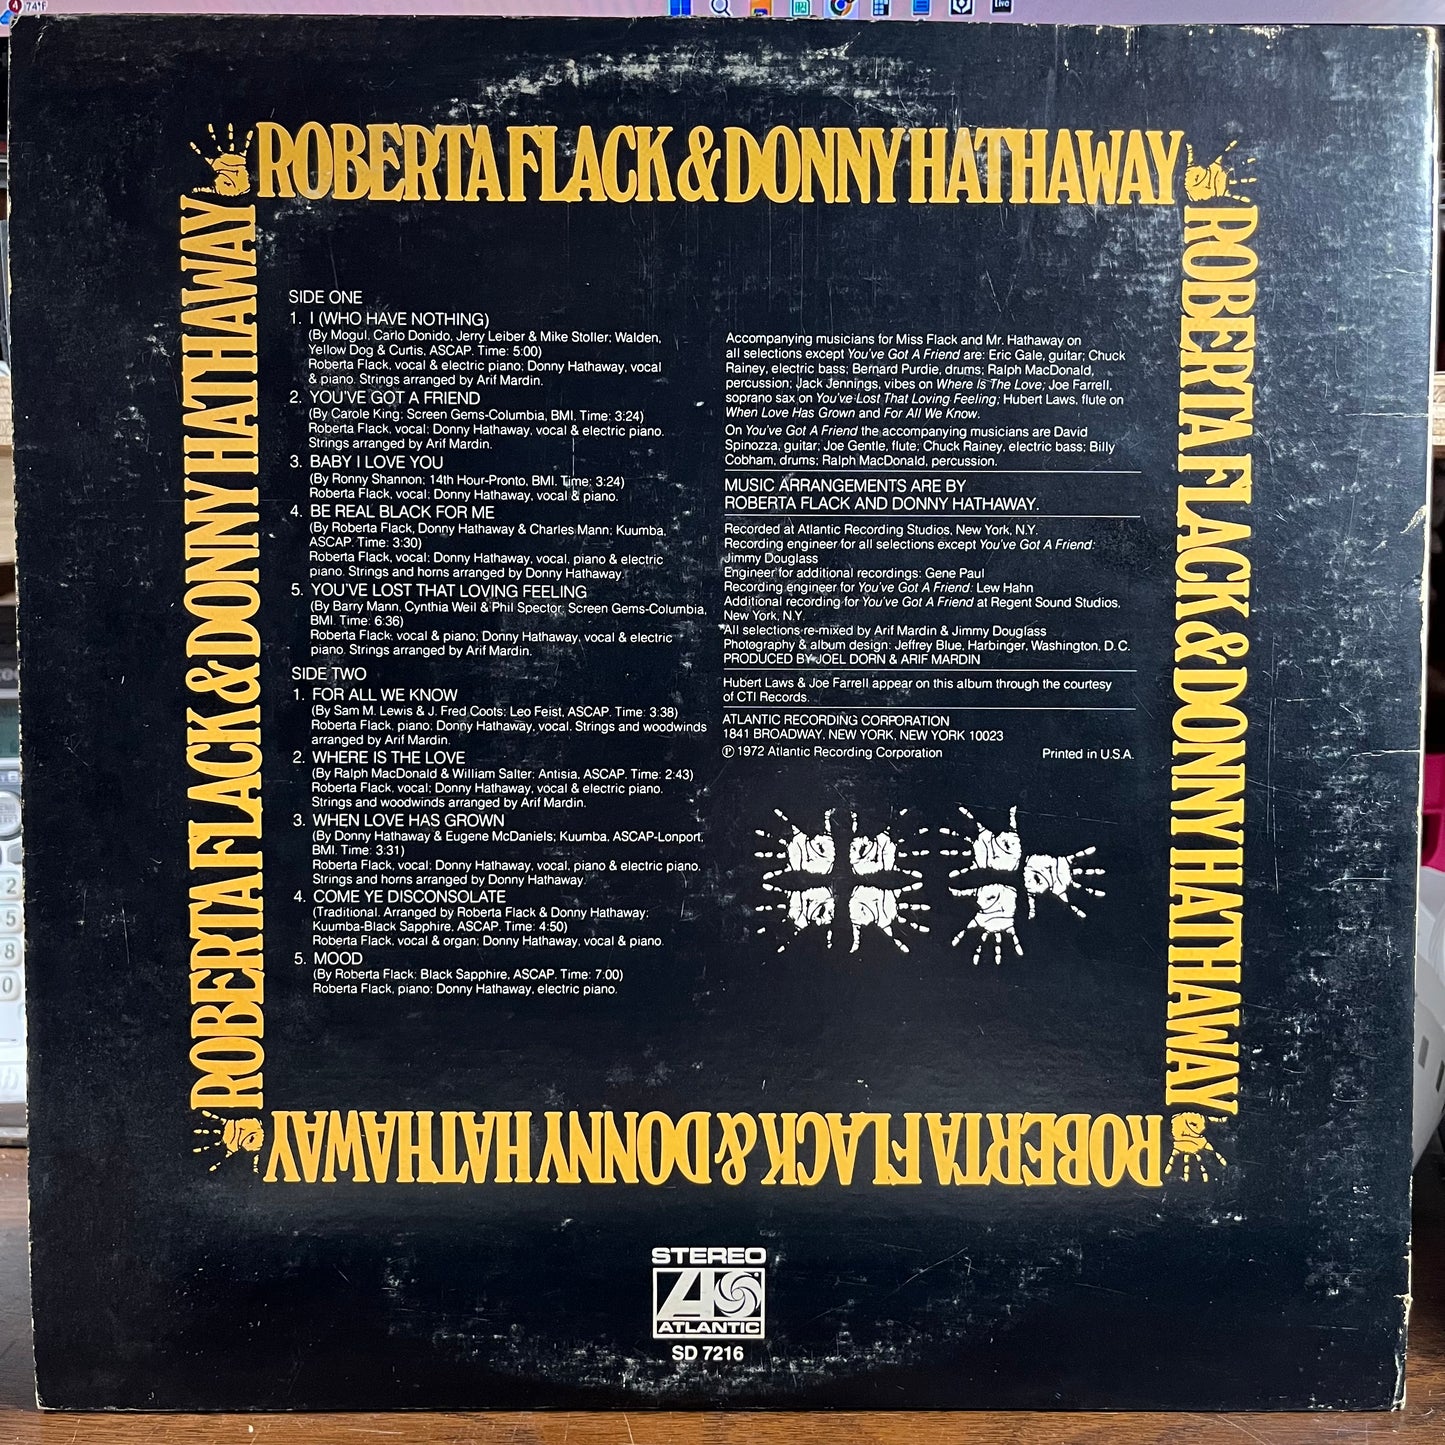 4 74°F
Live
ROBERTA FLACK & DONNY HATHAWAY
ROBERTA FLACK & DONNY HATHAWAY
ROBERTA FLACK & DONNY HATHAWAY
ROBERTA FLACK & DONNY HATHAWAY
SIDE ONE
1. I (WHO HAVE NOTHING)
(By Mogul, Carlo Donido, Jerry Leiber & Mike Stoller; Walden,
Yellow Dog & Curtis, ASCAP. Time: 5:00)
Roberta Flack, vocal & electric piano; Donny Hathaway, vocal
& piano. Strings arranged by Arif Mardin.
2. YOU'VE GOT A FRIEND
(By Carole King; Screen Gems-Columbia, BMI. Time: 3:24)
Roberta Flack, vocal; Donny Hathaway, vocal & electric piano.
Strings arranged by Arif Mardin.
3. BABY I LOVE YOU
(By Ronny Shannon; 14th Hour-Pronto, BMI. Time: 3:24)
Roberta Flack, vocal; Donny Hathaway, vocal & piano.
4. BE REAL BLACK FOR ME
(By Roberta Flack, Donny Hathaway & Charles Mann; Kuumba,
ASCAP. Time: 3:30)
Roberta Flack, vocal; Donny Hathaway, vocal, piano & electric
piano. Strings and horns arranged by Donny Hathaway.
5. YOU'VE LOST THAT LOVING FEELING
(By Barry Mann, Cynthia Weil & Phil Spector; Screen Gems-Columbia,
BMI. Time: 6:36)
Roberta Flack: vocal & piano; Donny Hathaway, vocal & electric
piano. Strings arranged by Arif Mardin.
SIDE TWO
1. FOR ALL WE KNOW
(By Sam M. Lewis & J. Fred Coots; Leo Feist, ASCAP. Time: 3:38)
Roberta Flack, piano; Donny Hathaway, vocal. Strings and woodwinds
arranged by Arif Mardin.
2. WHERE IS THE LOVE
(By Ralph MacDonald & William Salter; Antisia, ASCAP. Time: 2:43)
Roberta Flack, vocal; Donny Hathaway, vocal & electric piano.
Strings and woodwinds arranged by Arif Mardin.
3. WHEN LOVE HAS GROWN
(By Donny Hathaway & Eugene McDaniels; Kuumba, ASCAP-Lonport,
BMI. Time: 3:31)
Roberta Flack, vocal; Donny Hathaway, vocal, piano & electric piano.
Strings and horns arranged by Donny Hathaway.
4. COME YE DISCONSOLATE
(Traditional. Arranged by Roberta Flack & Donny Hathaway;
Kuumba-Black Sapphire, ASCAP. Time: 4:50)
Roberta Flack, vocal & organ; Donny Hathaway, vocal & piano.
5. MOOD
(By Roberta Flack; Black Sapphire, ASCAP. Time: 7:00)
Roberta Flack, piano; Donny Hathaway, electric piano.
Accompanying musicians for Miss Flack and Mr. Hathaway on
all selections except You've Got A Friend are: Eric Gale, guitar; Chuck
Rainey, electric bass; Bernard Purdie, drums; Ralph MacDonald,
percussion; Jack Jennings, vibes on Where Is The Love; Joe Farrell,
soprano sax on You've Lost That Loving Feeling; Hubert Laws, flute on
When Love Has Grown and For All We Know.
On You've Got A Friend the accompanying musicians are David
Spinozza, guitar; Joe Gentle, flute; Chuck Rainey, electric bass; Billy
Cobham, drums; Ralph MacDonald, percussion.
MUSIC ARRANGEMENTS ARE BY
ROBERTA FLACK AND DONNY HATHAWAY.
Recorded at Atlantic Recording Studios, New York, N.Y.
Recording engineer for all selections except You've Got A Friend:
Jimmy Douglass
Engineer for additional recordings: Gene Paul
Recording engineer for You've Got A Friend: Lew Hahn
Additional recording for You've Got A Friend at Regent Sound Studios,
New York, N.Y.
All selections re-mixed by Arif Mardin & Jimmy Douglass
Photography & album design: Jeffrey Blue, Harbinger, Washington, D.C.
PRODUCED BY JOEL DORN & ARIF MARDIN
Hubert Laws & Joe Farrell appear on this album through the courtesy
of CTI Records.
ATLANTIC RECORDING CORPORATION
1841 BROADWAY, NEW YORK, NEW YORK 10023
℗ 1972 Atlantic Recording Corporation Printed in U.S.A.
STEREO
ATLANTIC
SD 7216
2
5
8
0